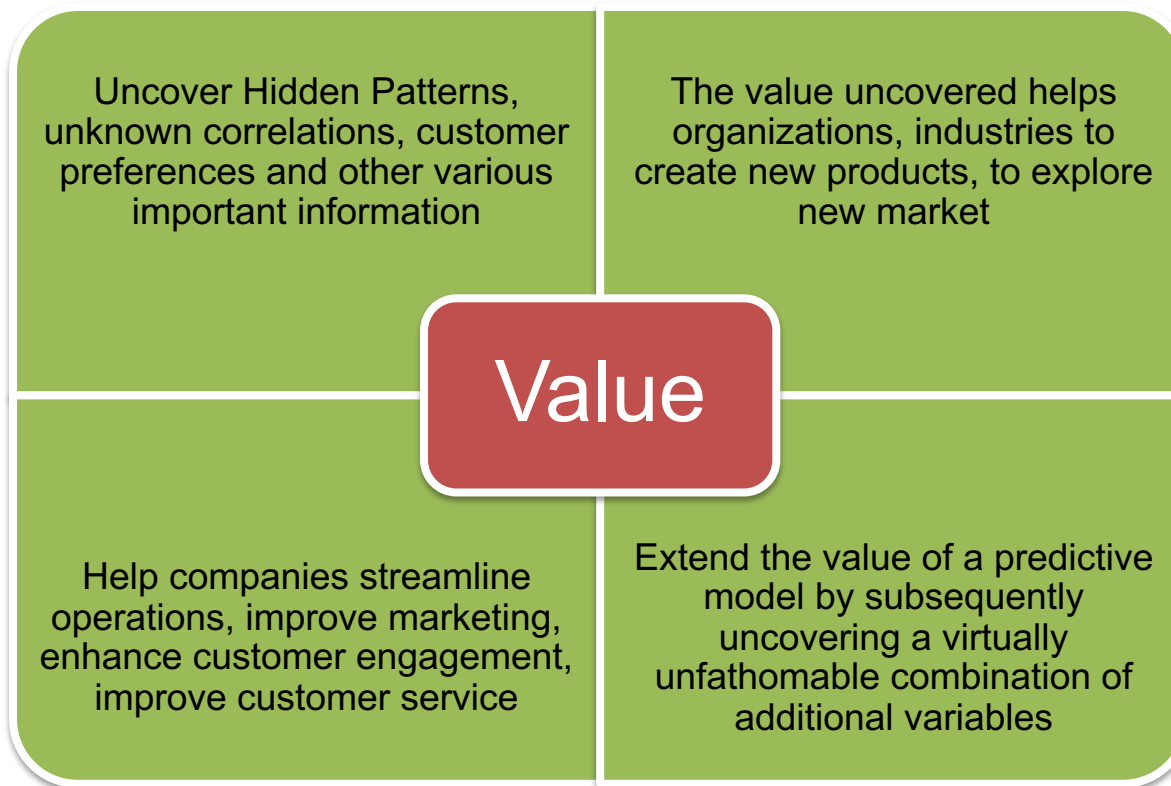 Uncover Hidden Patterns,
unknown correlations, customer
preferences and other various
important information
The value uncovered helps
organizations, industries to
create new products, to explore
new market
Value
Help companies streamline
operations, improve marketing,
enhance customer engagement,
improve customer service
Extend the value of a predictive
model by subsequently
uncovering a virtually
unfathomable combination of
additional variables